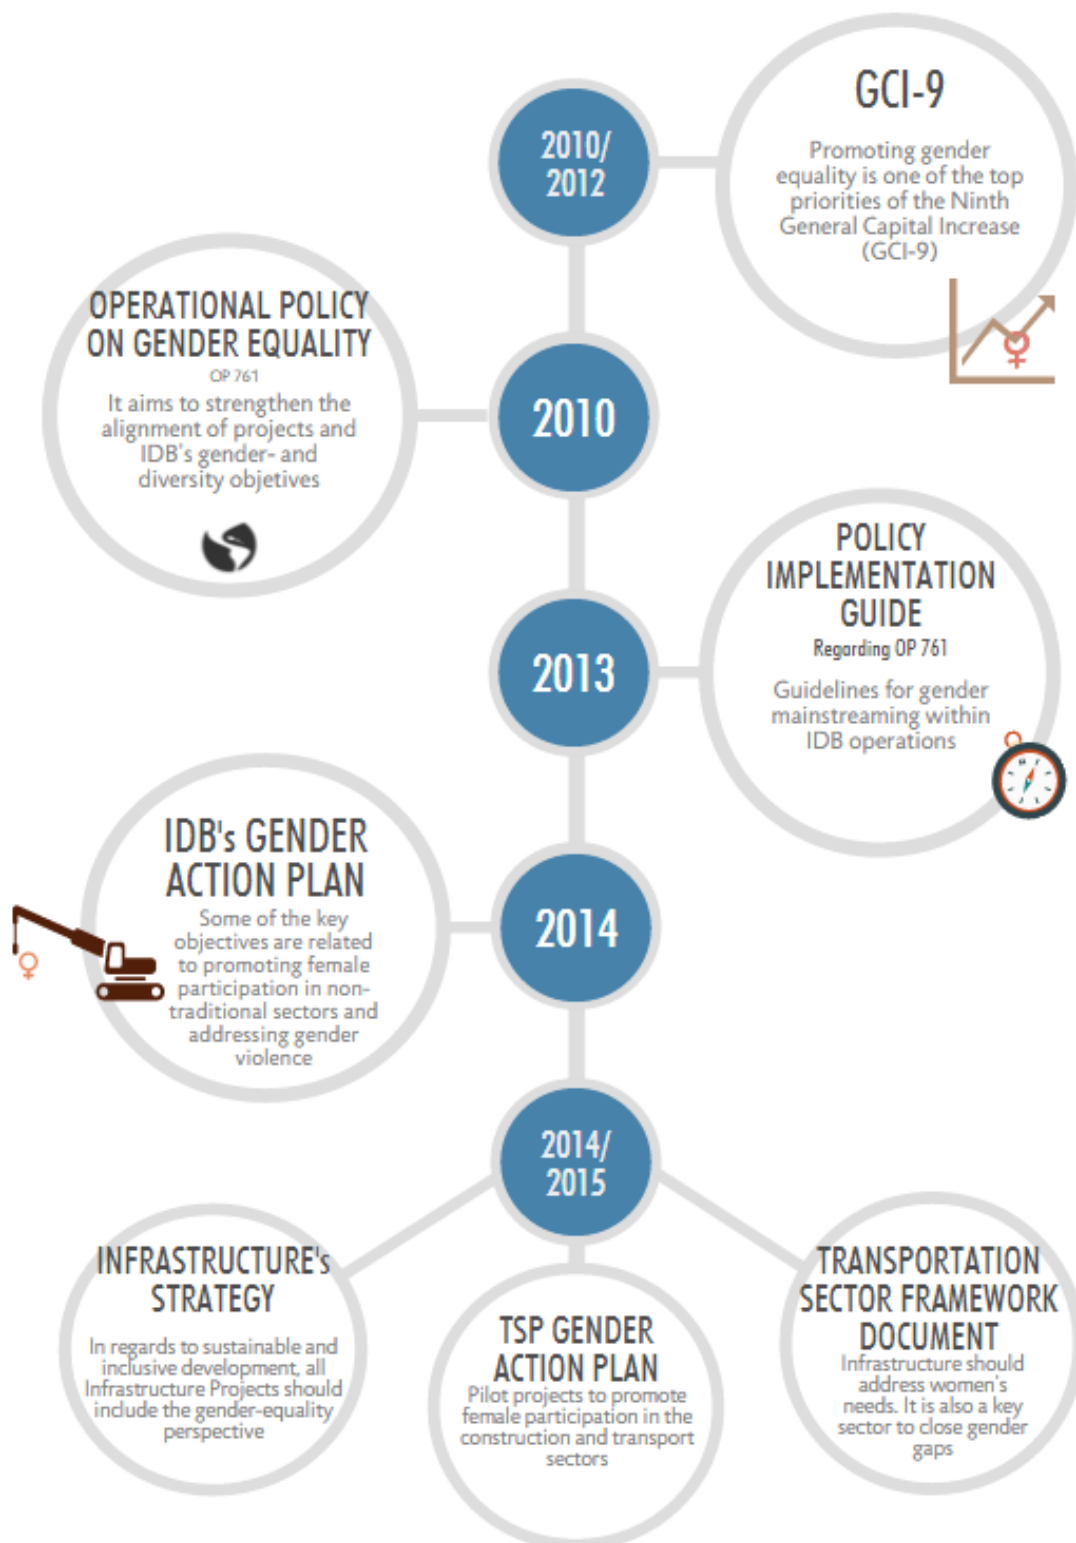 GCI-9
Promoting gender
equality is one of the top
priorities of the Ninth
General Capital Increase
(GCI-9)
2010/
2012
OPERATIONAL POLICY
ON GENDER EQUALITY
OP 761
It aims to strengthen the
alignment of projects and
IDB's gender- and
diversity objetives
2010
POLICY
IMPLEMENTATION
GUIDE
Regarding OP 761
Guidelines for gender
mainstreaming within
IDB operations
2013
IDB's GENDER
ACTION PLAN
Some of the key
objectives are related
to promoting female
participation in non-
traditional sectors and
addressing gender
violence
2014
2014/
2015
INFRASTRUCTURE's
STRATEGY
In regards to sustainable and
inclusive development, all
Infrastructure Projects should
include the gender-equality
perspective
TSP GENDER
ACTION PLAN
Pilot projects to promote
female participation in the
construction and transport
sectors
TRANSPORTATION
SECTOR FRAMEWORK
DOCUMENT
Infrastructure should
address women's
needs. It is also a key
sector to close gender
gaps